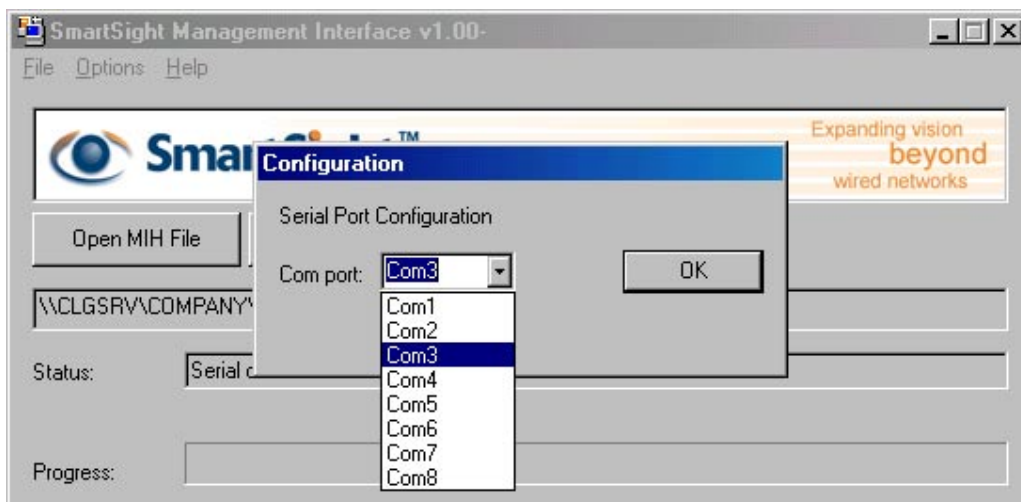 SmartSight Management Interface v1.00-
File Options Help
Expanding vision
beyond
wired networks
Configuration
Serial Port Configuration
Open MIH File
Com port: Com3
OK
\\CLGSRV\COMPANY\
Com1
Com2
Com3
Com4
Com5
Com6
Com7
Com8
Status: Serial
Progress: